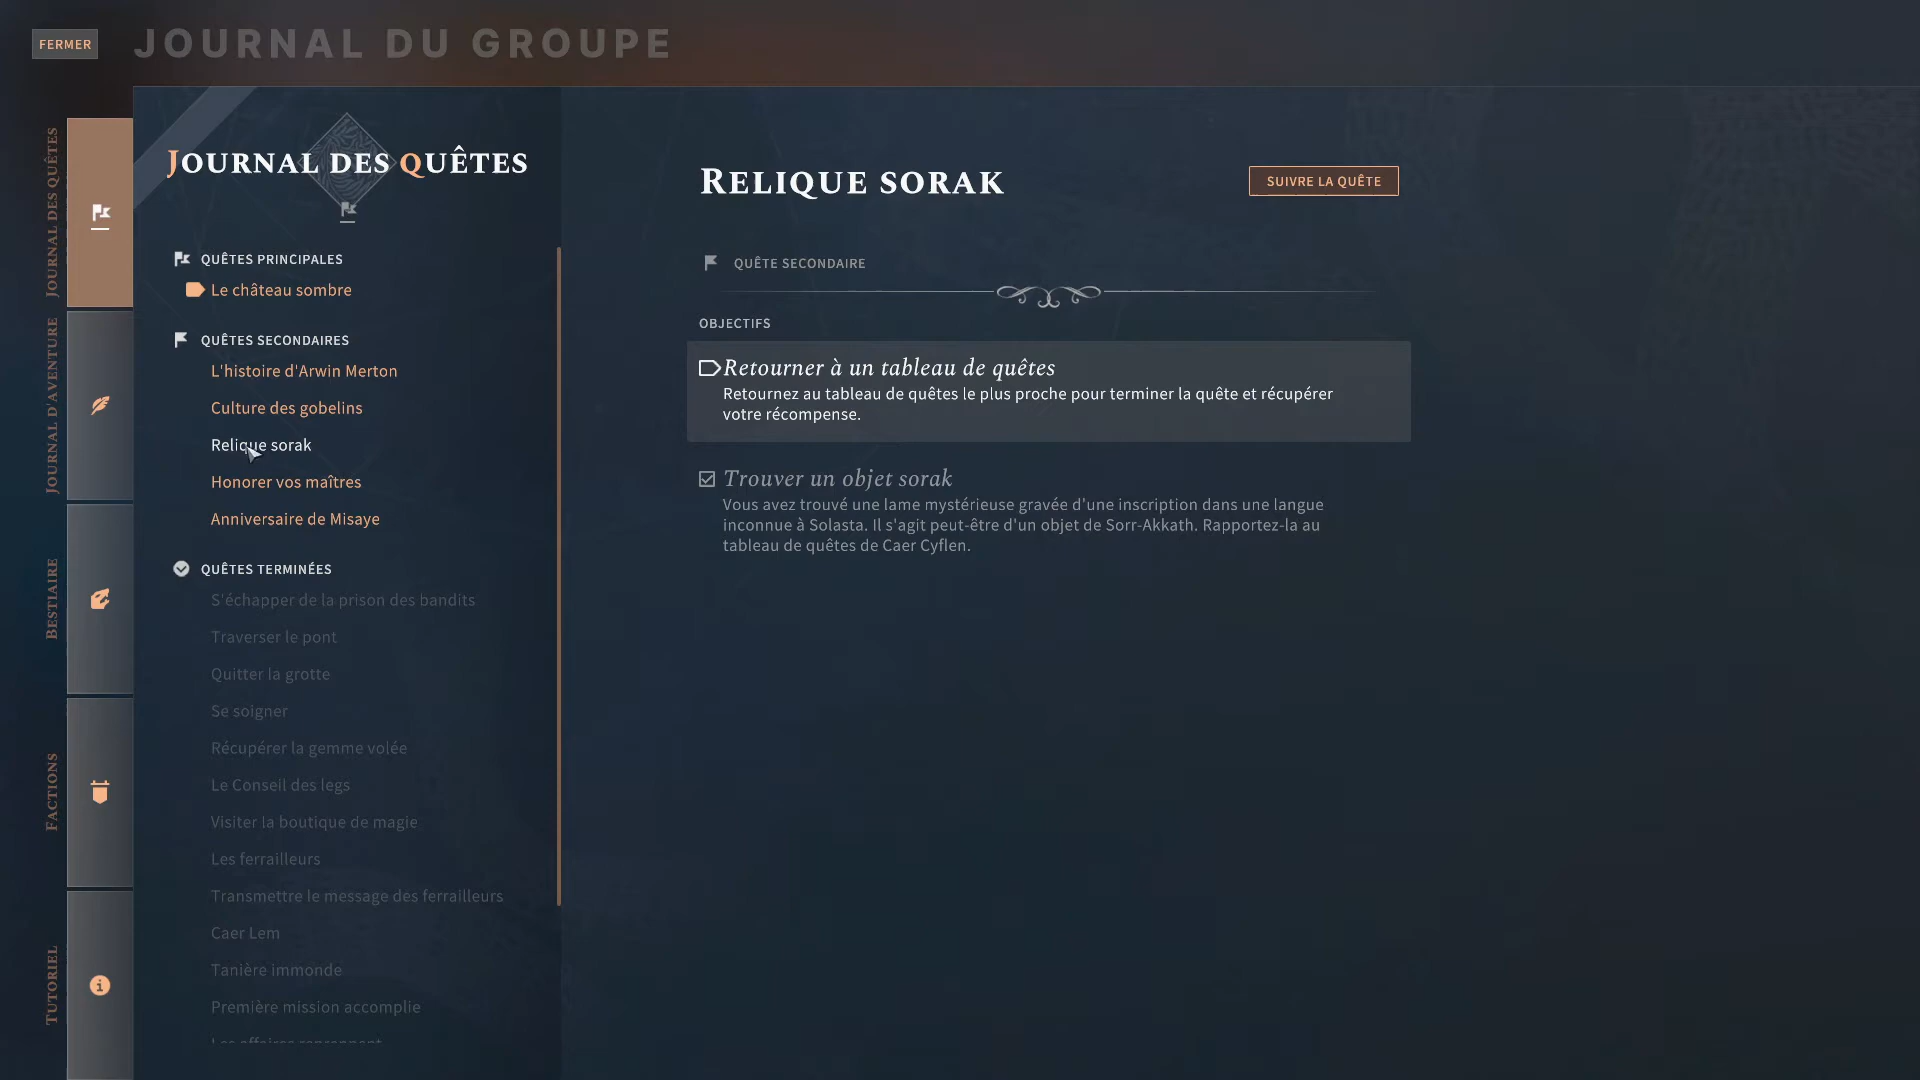 FERMER
JOURNAL DU GROUPE
JOURNAL DES QUÊTES
JOURNAL D'AVENTURE
BESTIAIRE
FACTIONS
TUTORIEL
JOURNAL DES QUÊTES
QUÊTES PRINCIPALES
Le château sombre
QUÊTES SECONDAIRES
L'histoire d'Arwin Merton
Culture des gobelins
Relique sorak
Honorer vos maîtres
Anniversaire de Misaye
QUÊTES TERMINÉES
S'échapper de la prison des bandits
Traverser le pont
Quitter la grotte
Se soigner
Récupérer la gemme volée
Le Conseil des legs
Visiter la boutique de magie
Les ferrailleurs
Transmettre le message des ferrailleurs
Caer Lem
Tanière immonde
Première mission accomplie
Les affaires reprennent
RELIQUE SORAK
SUIVRE LA QUÊTE
QUÊTE SECONDAIRE
OBJECTIFS
Retourner à un tableau de quêtes
Retournez au tableau de quêtes le plus proche pour terminer la quête et récupérer
votre récompense.
Trouver un objet sorak
Vous avez trouvé une lame mystérieuse gravée d'une inscription dans une langue
inconnue à Solasta. Il s'agit peut-être d'un objet de Sorr-Akkath. Rapportez-la au
tableau de quêtes de Caer Cyflen.